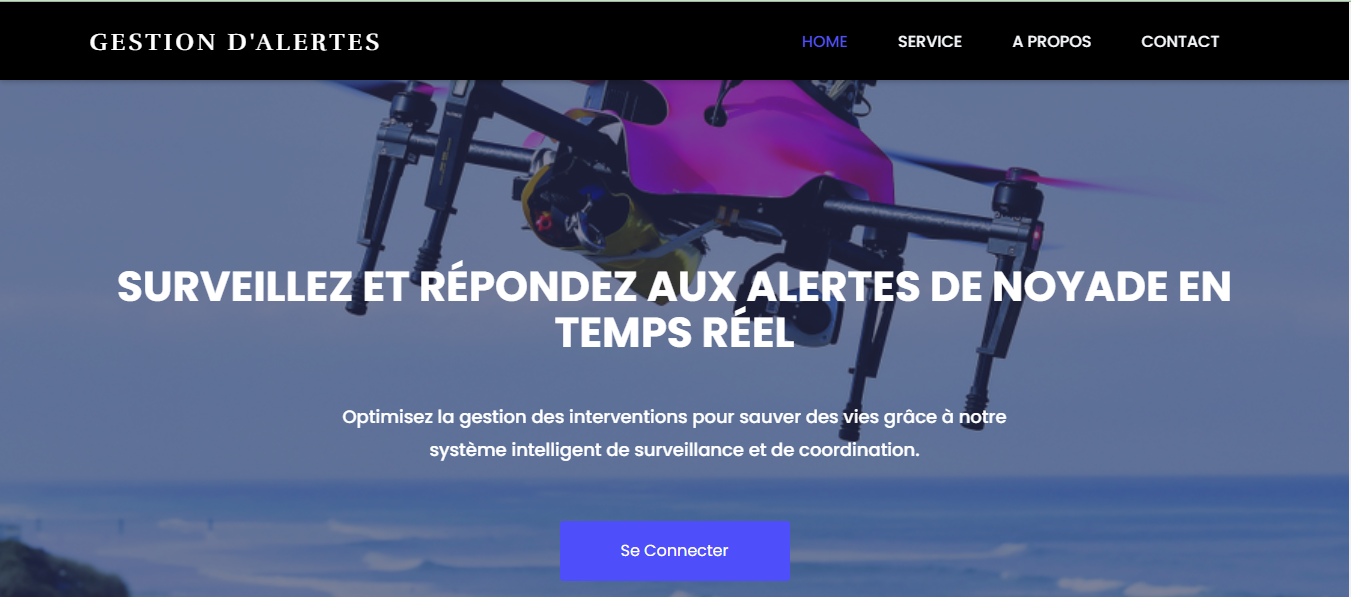 GESTION D'ALERTES
HOME SERVICE A PROPOS CONTACT
SURVEILLEZ ET RÉPONDEZ AUX ALERTES DE NOYADE EN
TEMPS RÉEL
Optimisez la gestion des interventions pour sauver des vies grâce à notre
système intelligent de surveillance et de coordination.
Se Connecter